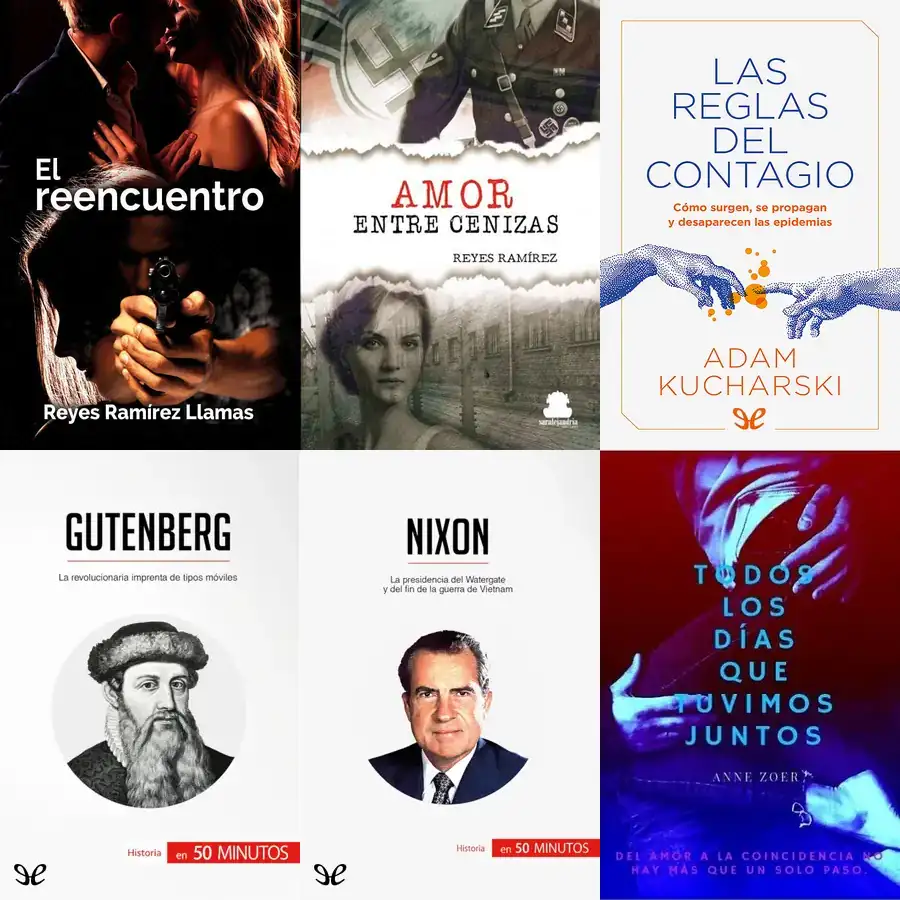 El
reencuentro
Reyes Ramírez Llamas
AMOR
ENTRE CENIZAS
REYES RAMÍREZ
saralejandría
LAS
REGLAS
DEL
CONTAGIO
Cómo surgen, se propagan
y desaparecen las epidemias
ADAM
KUCHARSKI
GUTENBERG
La revolucionaria imprenta de tipos móviles
Historia en 50 MINUTOS
NIXON
La presidencia del Watergate
y del fin de la guerra de Vietnam
Historia en 50 MINUTOS
TODOS
LOS
DÍAS
QUE
TUVIMOS
JUNTOS
ANNE ZOER
DEL AMOR A LA COINCIDENCIA NO
HAY MÁS QUE UN SOLO PASO.